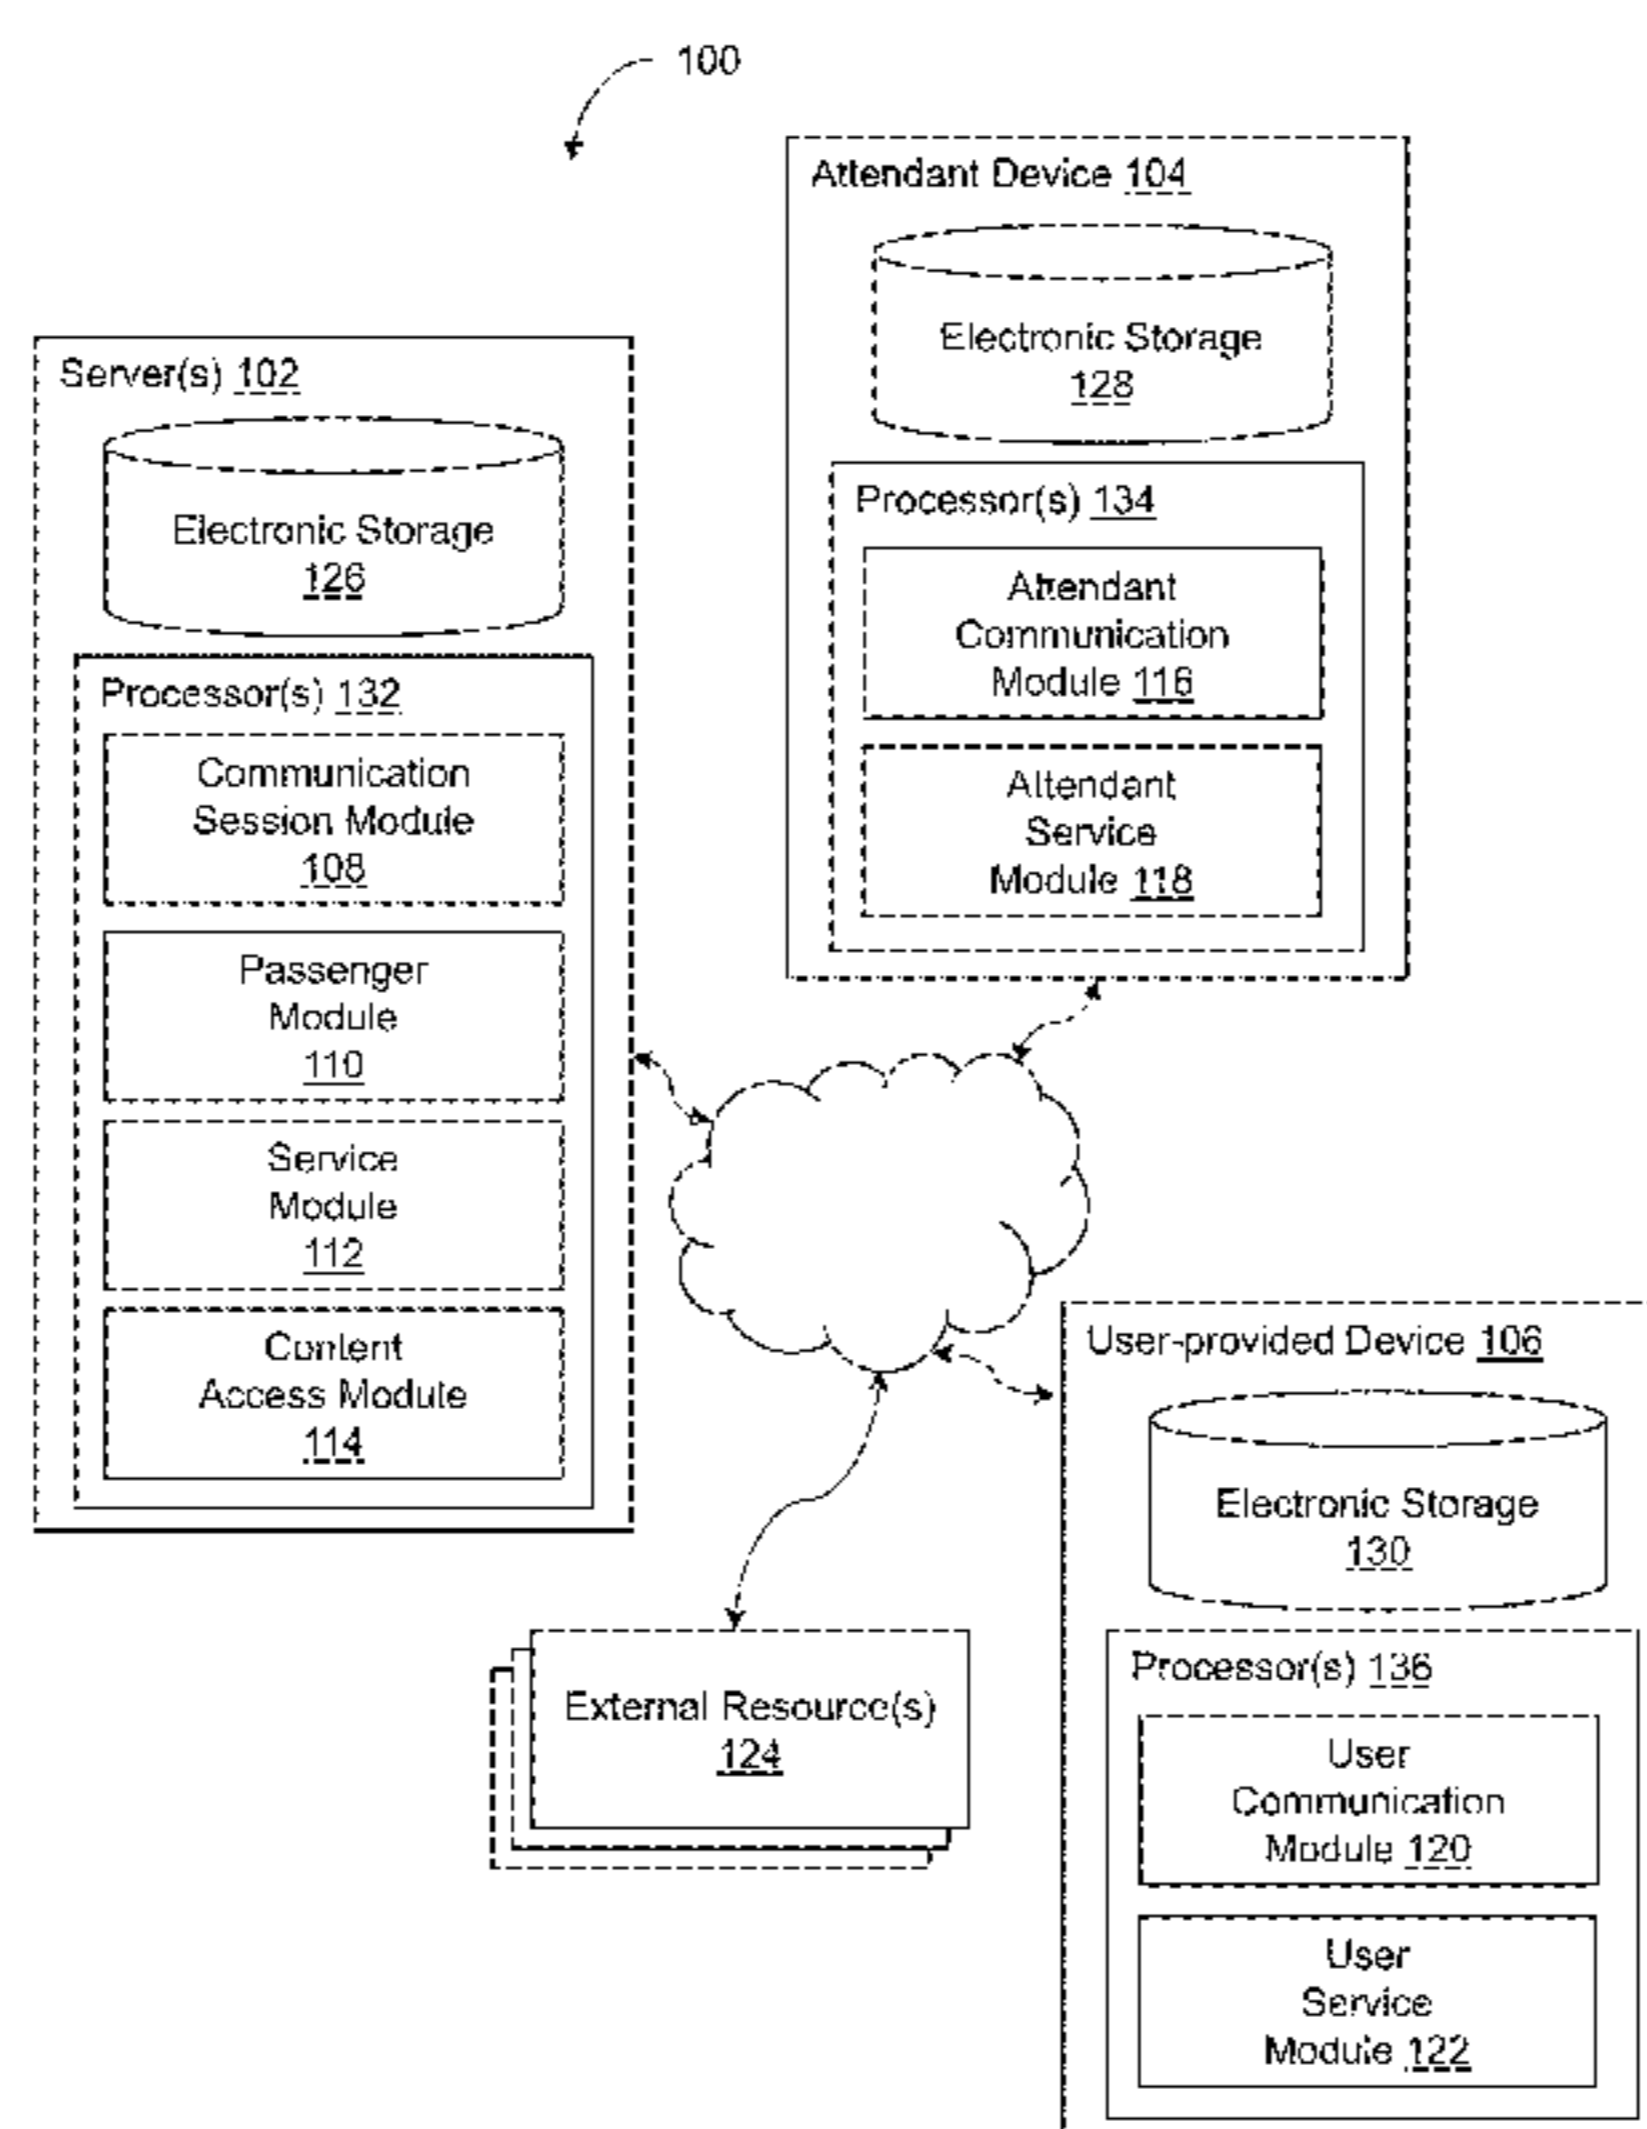 100
Attendant Device 104
Electronic Storage
128
Processor(s) 134
Attendant
Communication
Module 116
Attendant
Service
Module 118
Server(s) 102
Electronic Storage
126
Processor(s) 132
Communication
Session Module
108
Passenger
Module
110
Service
Module
112
Content
Access Module
114
User-provided Device 106
Electronic Storage
130
Processor(s) 136
User
Communication
Module 120
User
Service
Module 122
External Resource(s)
124